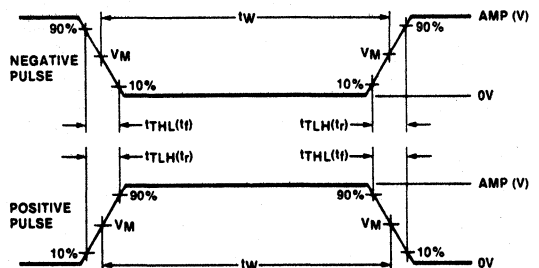 tW
AMP (V)
90%
90%
NEGATIVE
PULSE
VM
VM
10%
10%
0V
tTHL(tf)
tTLH(tr)
tTLH(tr)
tTHL(tf)
AMP (V)
90%
90%
POSITIVE
PULSE
VM
VM
10%
10%
0V
tW